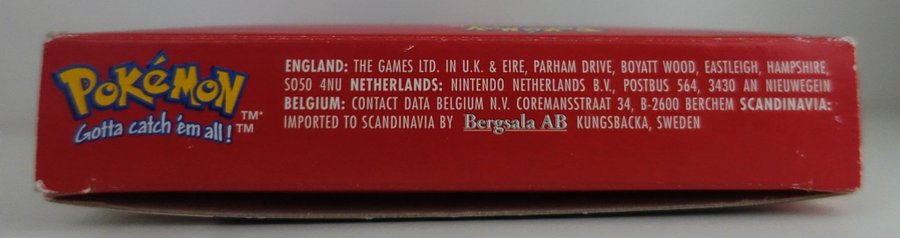 POKéMON™
Gotta catch 'em all!™
ENGLAND: THE GAMES LTD. IN U.K. & EIRE, PARHAM DRIVE, BOYATT WOOD, EASTLEIGH, HAMPSHIRE,
SO50 4NU NETHERLANDS: NINTENDO NETHERLANDS B.V., POSTBUS 564, 3430 AN NIEUWEGEIN
BELGIUM: CONTACT DATA BELGIUM N.V. COREMANSSTRAAT 34, B-2600 BERCHEM SCANDINAVIA:
IMPORTED TO SCANDINAVIA BY Bergsala AB KUNGSBACKA, SWEDEN